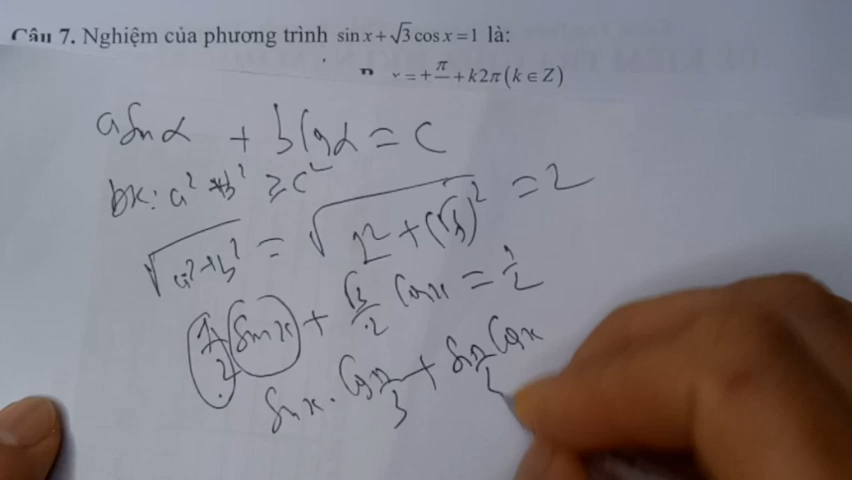 Câu 7. Nghiệm của phương trình sin x + √3 cos x = 1 là:
x = + π/ + k2π (k ∈ Z)
a sin α + b cos α = c
ĐK: a² + b² ≥ c²
√(a² + b²) = √(1² + (√3)²) = 2
1/2 sin x + √3/2 cos x = 1/2
sin x . cos π/3 + sin π/ cos x